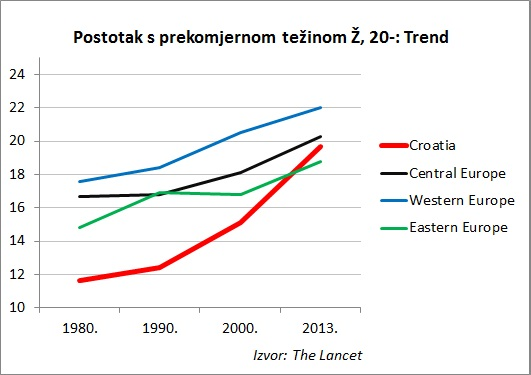 Postotak s prekomjernom težinom Ž, 20-: Trend
24
22
20
18
16
14
12
10
1980.
1990.
2000.
2013.
Croatia
Central Europe
Western Europe
Eastern Europe
Izvor: The Lancet